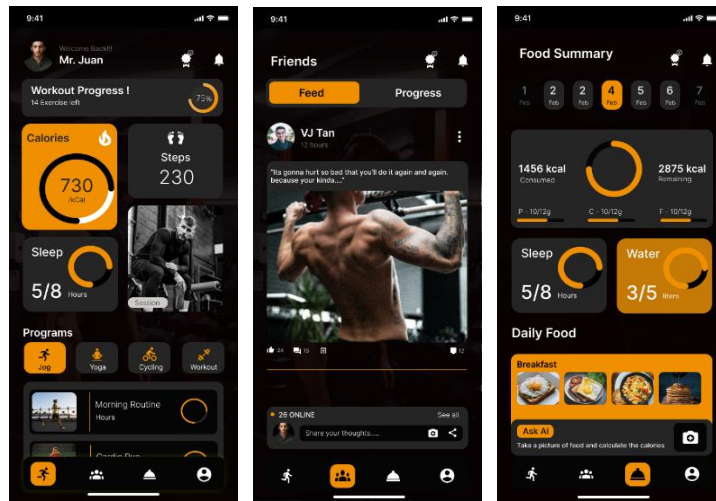 9:41
Welcome Back!!!
Mr. Juan
Workout Progress !
14 Exercise left
75%
Calories
730
/kCal
Steps
230
Sleep
5/8 Hours
Session
Programs
Jog
Yoga
Cycling
Workout
Morning Routine
Hours
Cardio Pro
9:41
Friends
Feed
Progress
VJ Tan
12 hours
"Its gonna hurt so bad that you'll do it again and again.
because your kinda...."
24
15
12
26 ONLINE
See all
Share your thoughts.....
9:41
Food Summary
1 2 2 4 5 6 7
Feb Feb Feb Feb Feb Feb Feb
1456 kcal
Consumed
2875 kcal
Remaining
P - 10/12g
C - 10/12g
F - 10/12g
Sleep
5/8 Hours
Water
3/5 liters
Daily Food
Breakfast
Ask AI
Take a picture of food and calculate the calories